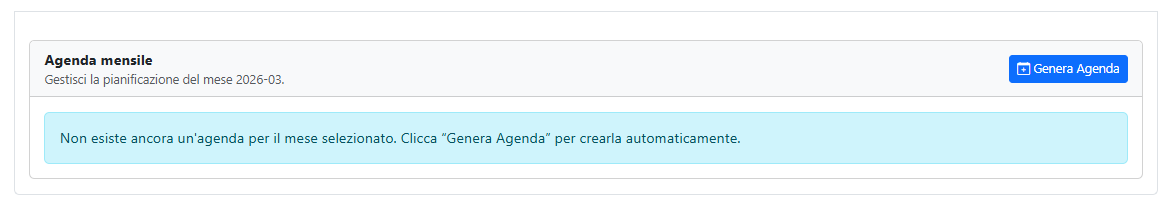 Agenda mensile
Gestisci la pianificazione del mese 2026-03.
Genera Agenda
Non esiste ancora un'agenda per il mese selezionato. Clicca “Genera Agenda” per crearla automaticamente.